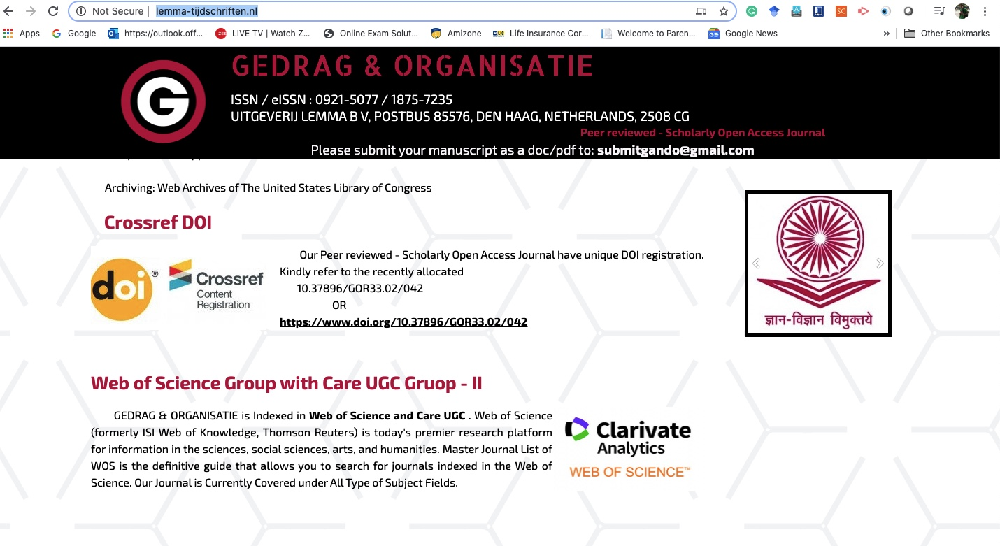 Not Secure
lemma-tijdschriften.nl
Apps
Google
https://outlook.off...
LIVE TV | Watch Z...
Online Exam Solut...
Amizone
Life Insurance Cor...
Welcome to Paren...
Google News
»
Other Bookmarks
GEDRAG & ORGANISATIE
ISSN / eISSN : 0921-5077 / 1875-7235
UITGEVERIJ LEMMA B V, POSTBUS 85576, DEN HAAG, NETHERLANDS, 2508 CG
Peer reviewed - Scholarly Open Access Journal
Please submit your manuscript as a doc/pdf to: submitgando@gmail.com
Archiving: Web Archives of The United States Library of Congress
Crossref DOI
doi®
Crossref
Content
Registration
Our Peer reviewed - Scholarly Open Access Journal have unique DOI registration.
Kindly refer to the recently allocated
10.37896/GOR33.02/042
OR
https://www.doi.org/10.37896/GOR33.02/042
ज्ञान-विज्ञान विमुक्तये
Web of Science Group with Care UGC Gruop - II
GEDRAG & ORGANISATIE is Indexed in Web of Science and Care UGC . Web of Science
(formerly ISI Web of Knowledge, Thomson Reuters) is today's premier research platform
for information in the sciences, social sciences, arts, and humanities. Master Journal List of
WOS is the definitive guide that allows you to search for journals indexed in the Web of
Science. Our Journal is Currently Covered under All Type of Subject Fields.
Clarivate
Analytics
WEB OF SCIENCE™